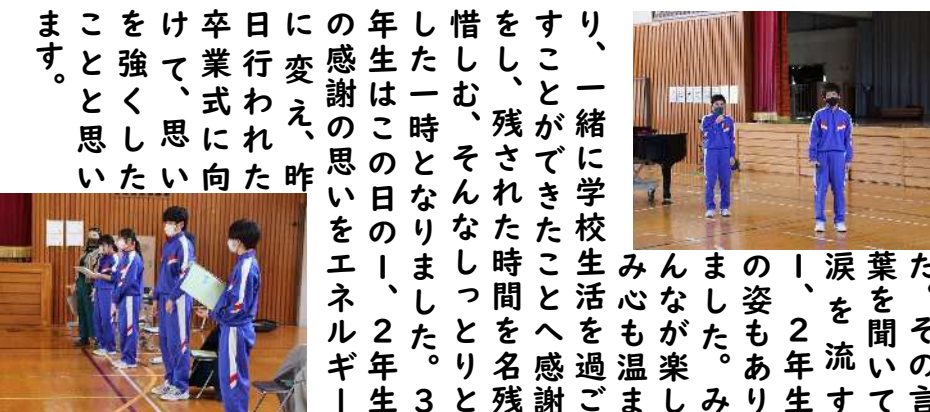 た。その言
葉を聞いて
涙を流す
1、2年生
の姿もあり
ました。み
んなが楽し
み心も温ま
り、一緒に学校生活を過ご
すことができたことへ感謝
をし、残された時間を名残
惜しむ、そんなしっとりと
した一時となりました。3
年生はこの日の1、2年生
の感謝の思いをエネルギー
に変え、昨
日行われた
卒業式に向
けて、思い
を強くした
ことと思い
ます。